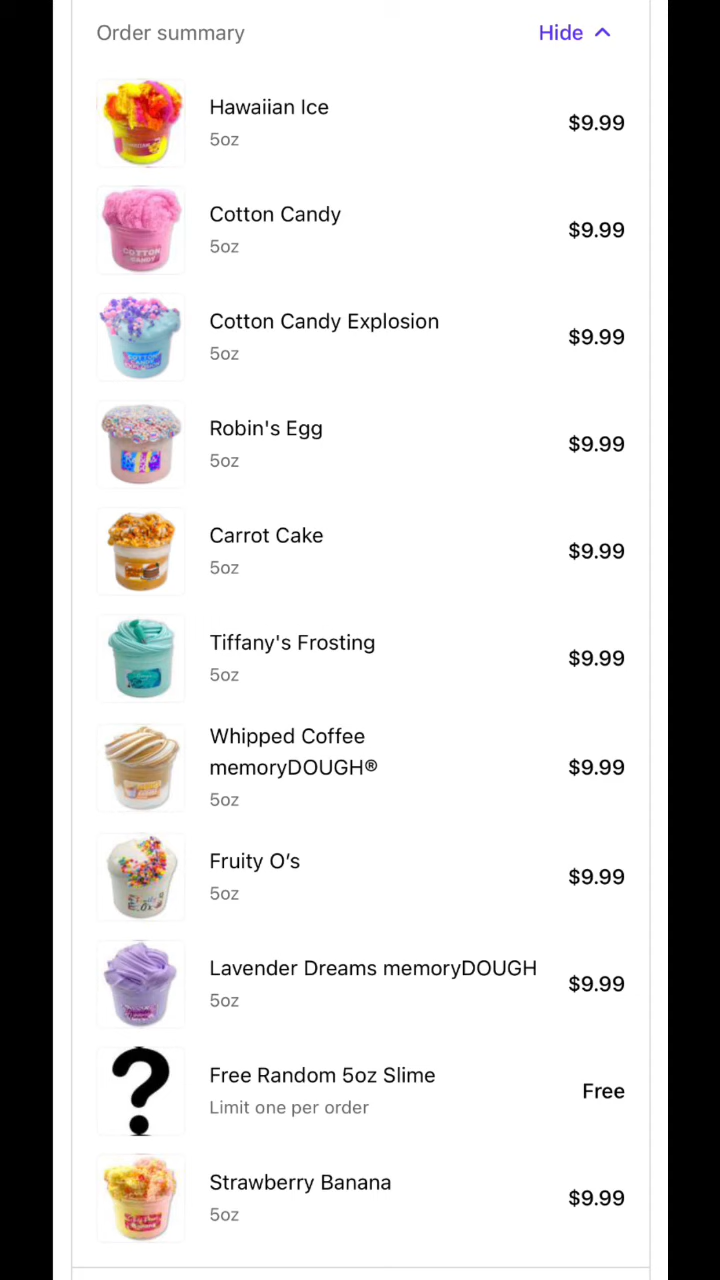 Order summary
Hide
Hawaiian Ice
5oz
$9.99
Cotton Candy
5oz
$9.99
COTTON
CANDY
Cotton Candy Explosion
5oz
$9.99
Robin's Egg
5oz
$9.99
Carrot Cake
5oz
$9.99
Tiffany's Frosting
5oz
$9.99
Whipped Coffee
memoryDOUGH®
5oz
$9.99
Fruity O’s
5oz
$9.99
Lavender Dreams memoryDOUGH
5oz
$9.99
?
Free Random 5oz Slime
Limit one per order
Free
Strawberry Banana
5oz
$9.99